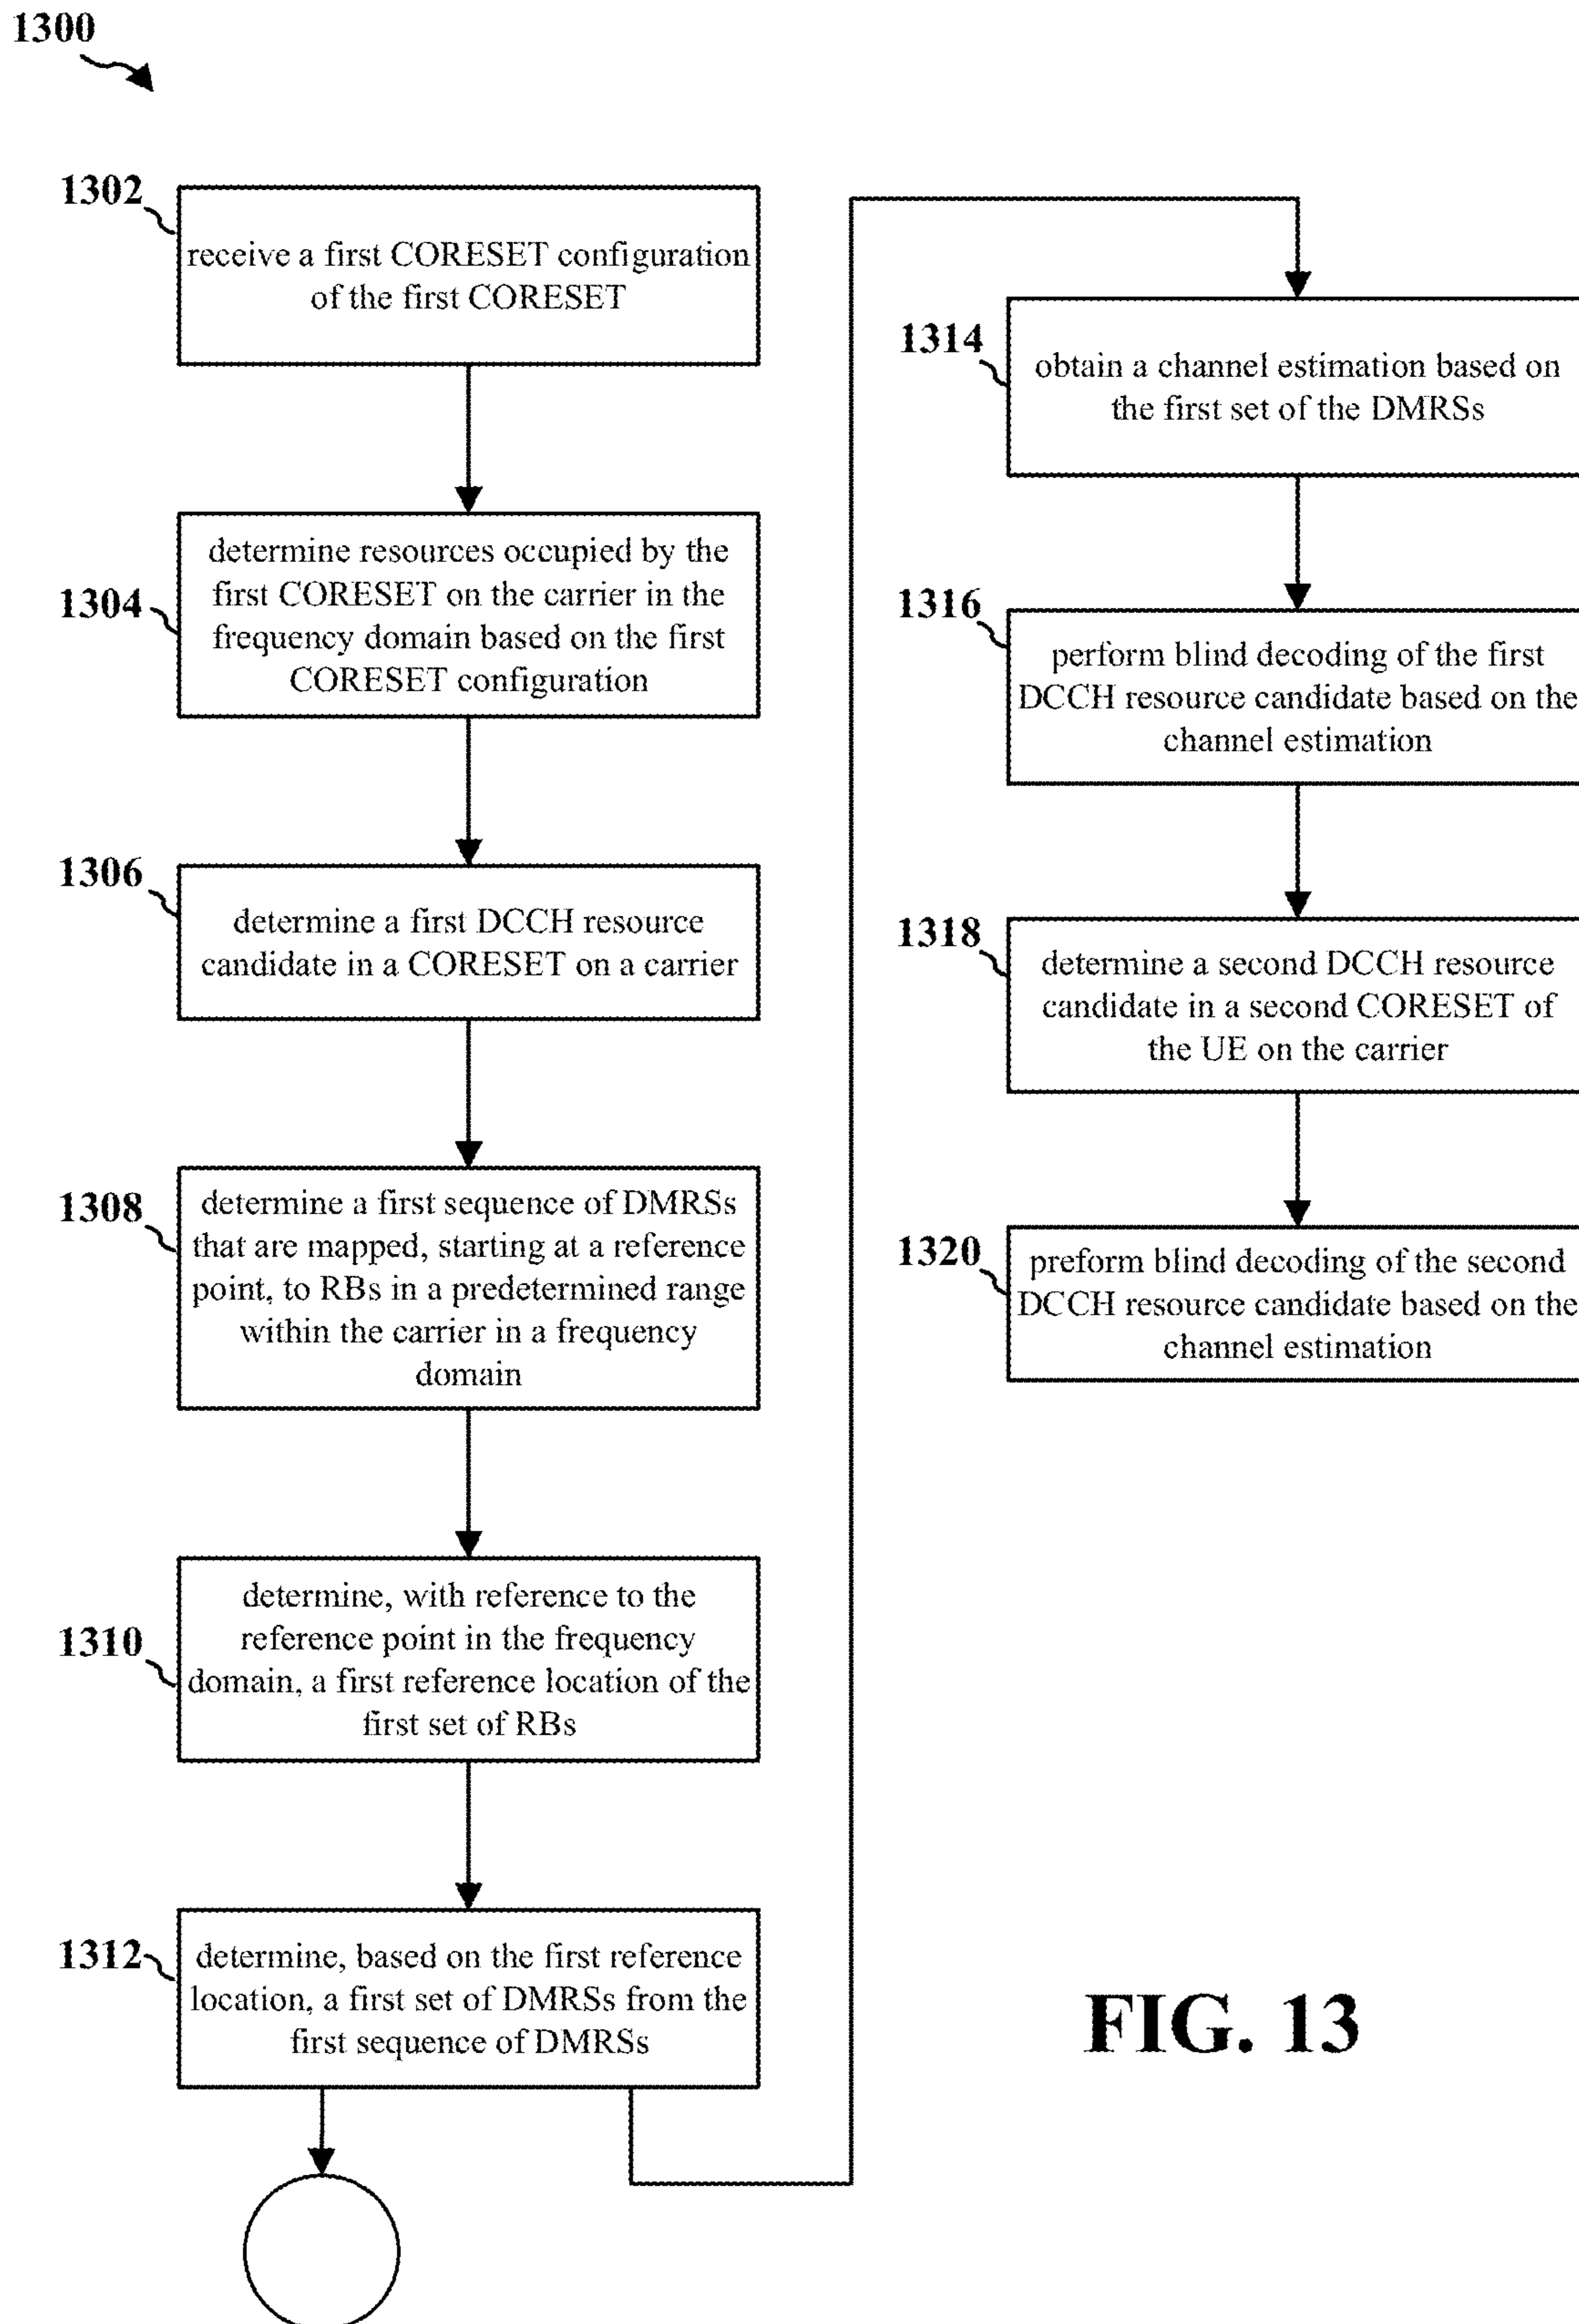 1300
1302
receive a first CORESET configuration
of the first CORESET
1304
determine resources occupied by the
first CORESET on the carrier in the
frequency domain based on the first
CORESET configuration
1306
determine a first DCCH resource
candidate in a CORESET on a carrier
1308
determine a first sequence of DMRSs
that are mapped, starting at a reference
point, to RBs in a predetermined range
within the carrier in a frequency
domain
1310
determine, with reference to the
reference point in the frequency
domain, a first reference location of the
first set of RBs
1312
determine, based on the first reference
location, a first set of DMRSs from the
first sequence of DMRSs
1314
obtain a channel estimation based on
the first set of the DMRSs
1316
perform blind decoding of the first
DCCH resource candidate based on the
channel estimation
1318
determine a second DCCH resource
candidate in a second CORESET of
the UE on the carrier
1320
preform blind decoding of the second
DCCH resource candidate based on the
channel estimation
FIG. 13